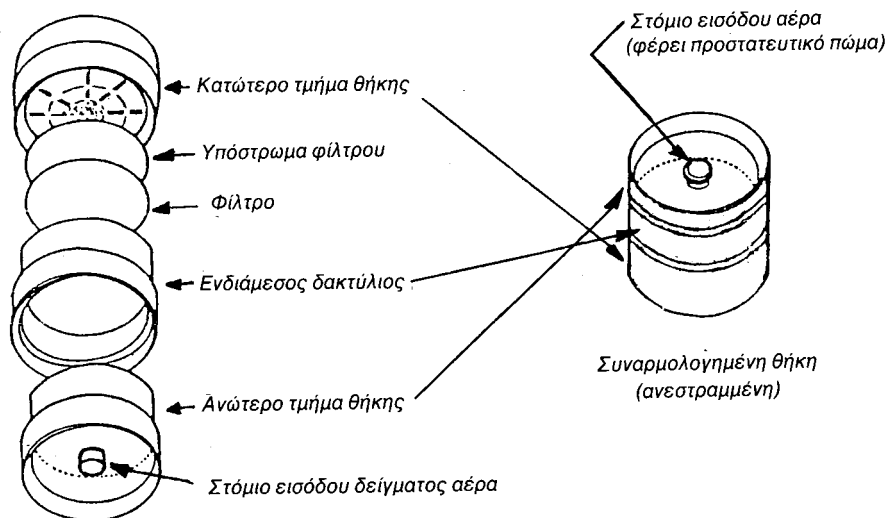 Στόμιο εισόδου αέρα
(φέρει προστατευτικό πώμα)
Κατώτερο τμήμα θήκης
Υπόστρωμα φίλτρου
Φίλτρο
Ενδιάμεσος δακτύλιος
Ανώτερο τμήμα θήκης
Στόμιο εισόδου δείγματος αέρα
Συναρμολογημένη θήκη
(ανεστραμμένη)